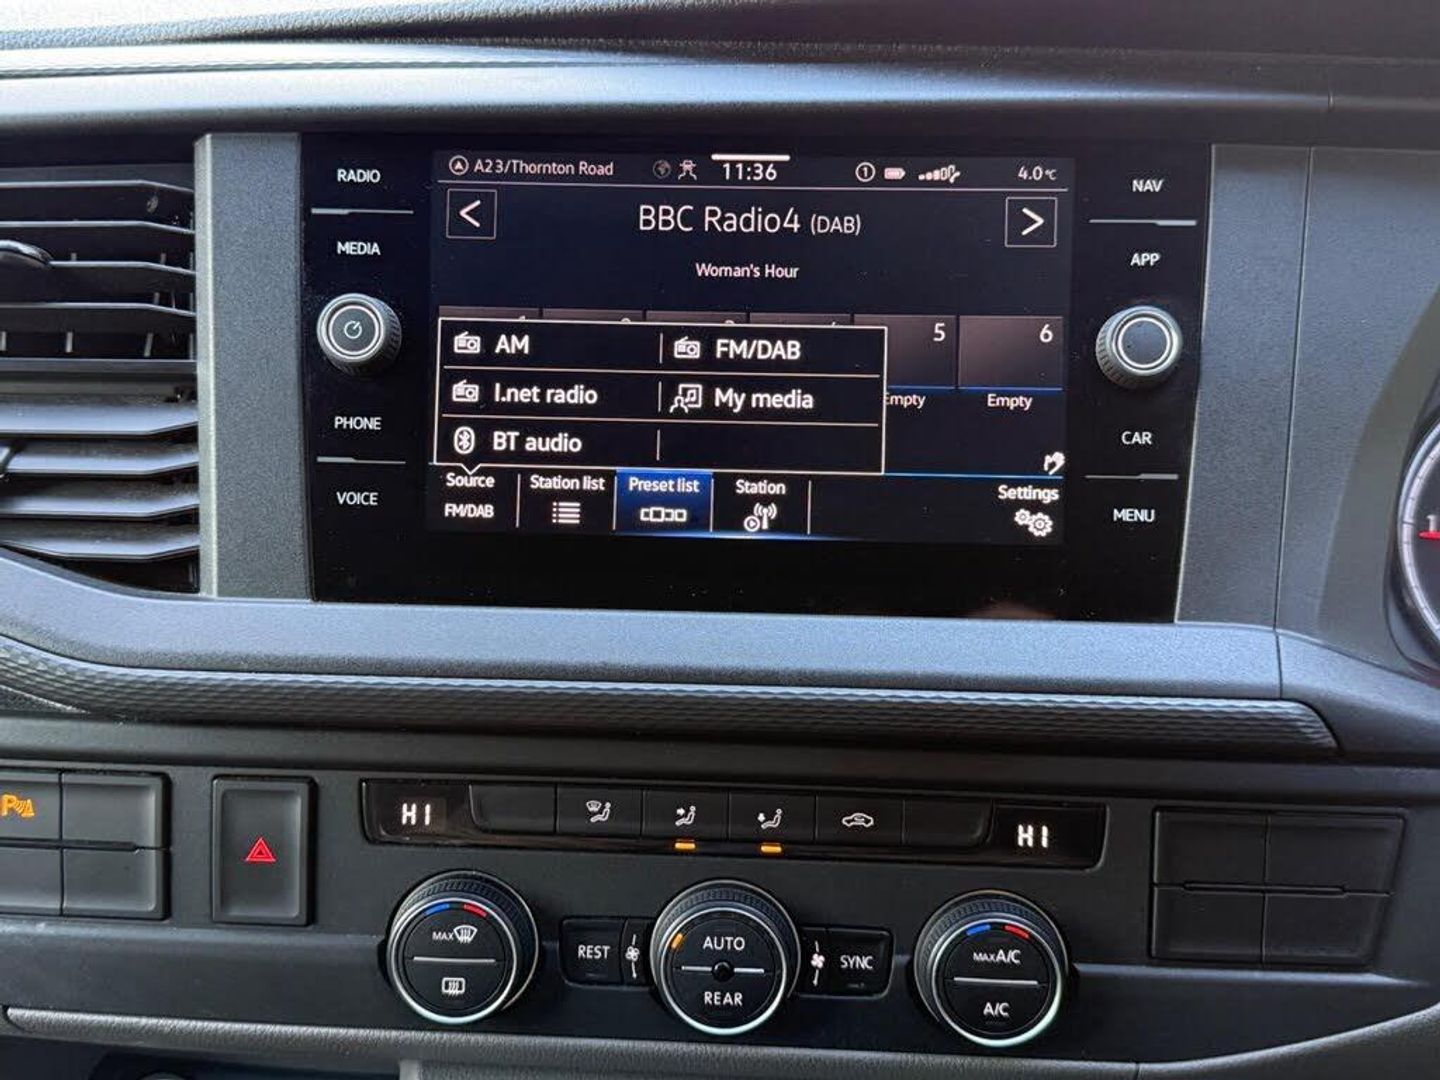 RADIO
MEDIA
PHONE
VOICE
A23/Thornton Road
11:36
1
4.0°C
BBC Radio4 (DAB)
Woman's Hour
5
6
Empty
Empty
AM
FM/DAB
I.net radio
My media
BT audio
Source
FM/DAB
Station list
Preset list
Station
Settings
NAV
APP
CAR
MENU
P
HI
HI
MAX
REST
AUTO
REAR
SYNC
MAX A/C
A/C